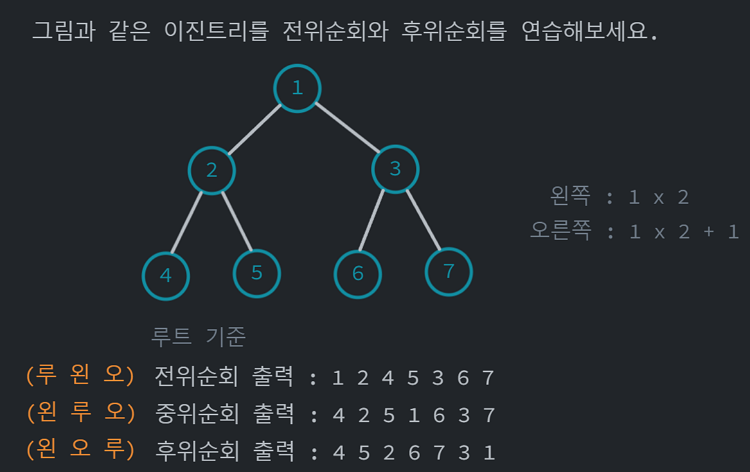 그림과 같은 이진트리를 전위순회와 후위순회를 연습해보세요.
1
2
3
왼쪽 : 1 x 2
오른쪽 : 1 x 2 + 1
4
5
6
7
루트 기준
(루 왼 오) 전위순회 출력 : 1 2 4 5 3 6 7
(왼 루 오) 중위순회 출력 : 4 2 5 1 6 3 7
(왼 오 루) 후위순회 출력 : 4 5 2 6 7 3 1